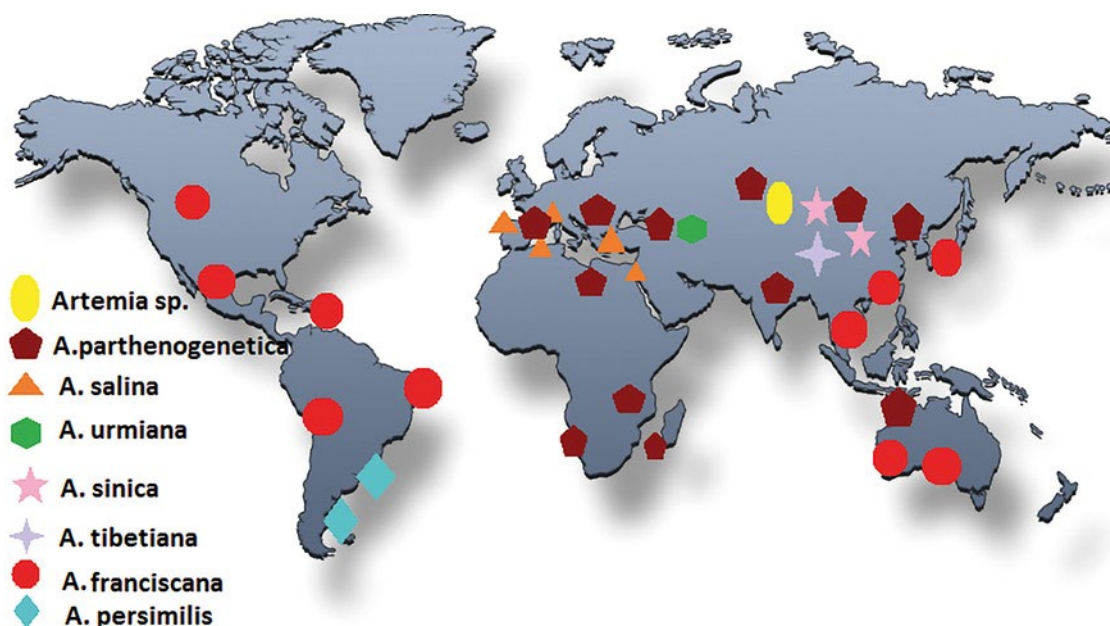 Artemia sp.
A.parthenogenetica
A. salina
A. urmiana
A. sinica
A. tibetiana
A. franciscana
A. persimilis